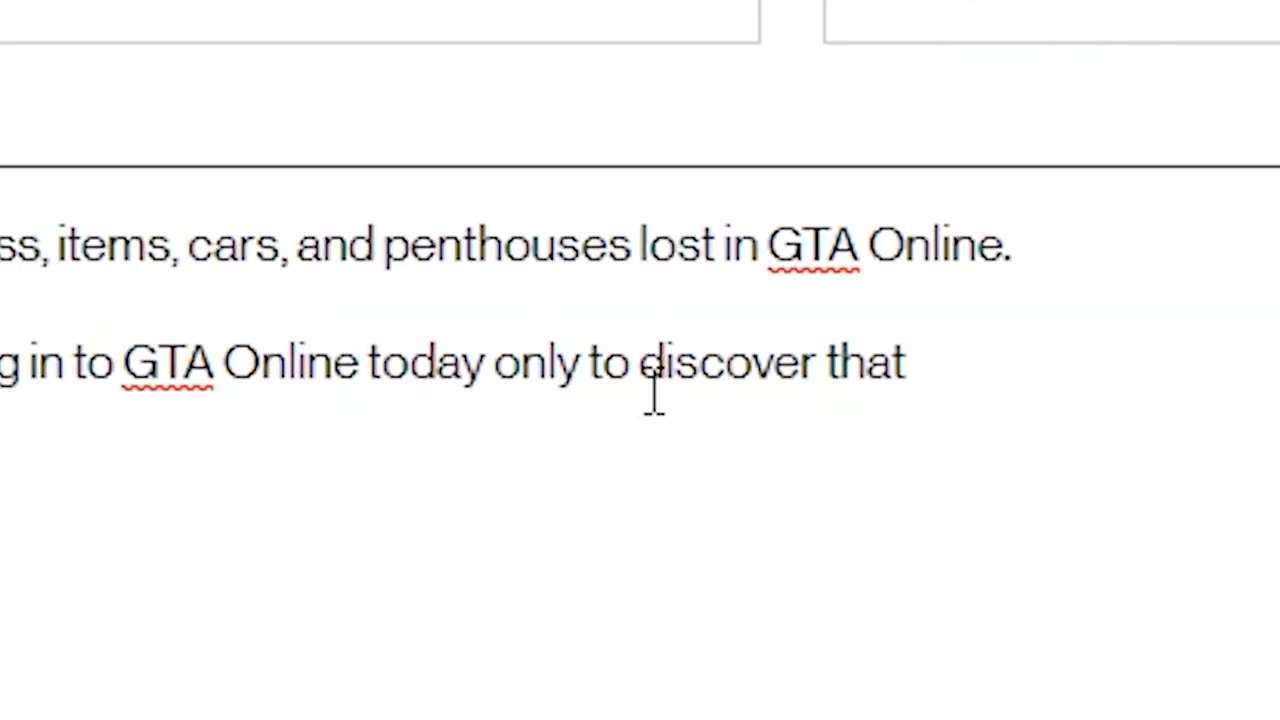 ss, items, cars, and penthouses lost in GTA Online.
g in to GTA Online today only to discover that